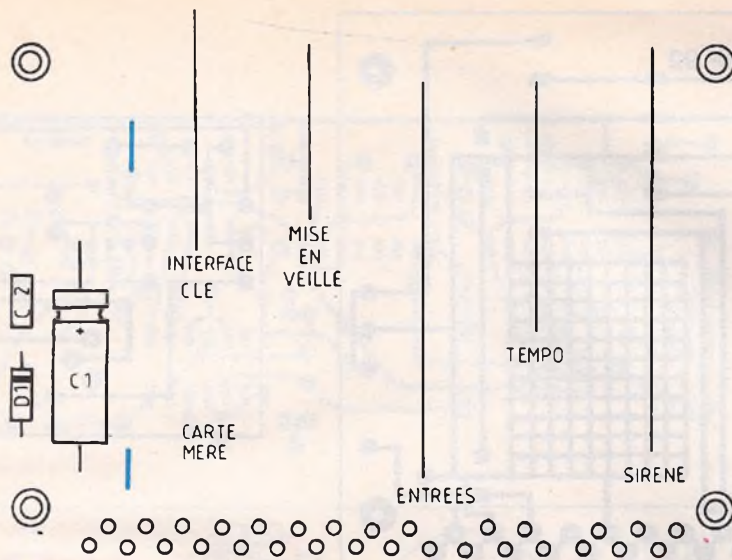 INTERFACE
CLE
MISE
EN
VEILLE
C2
+
C1
D1
TEMPO
CARTE
MERE
ENTREES
SIRENE